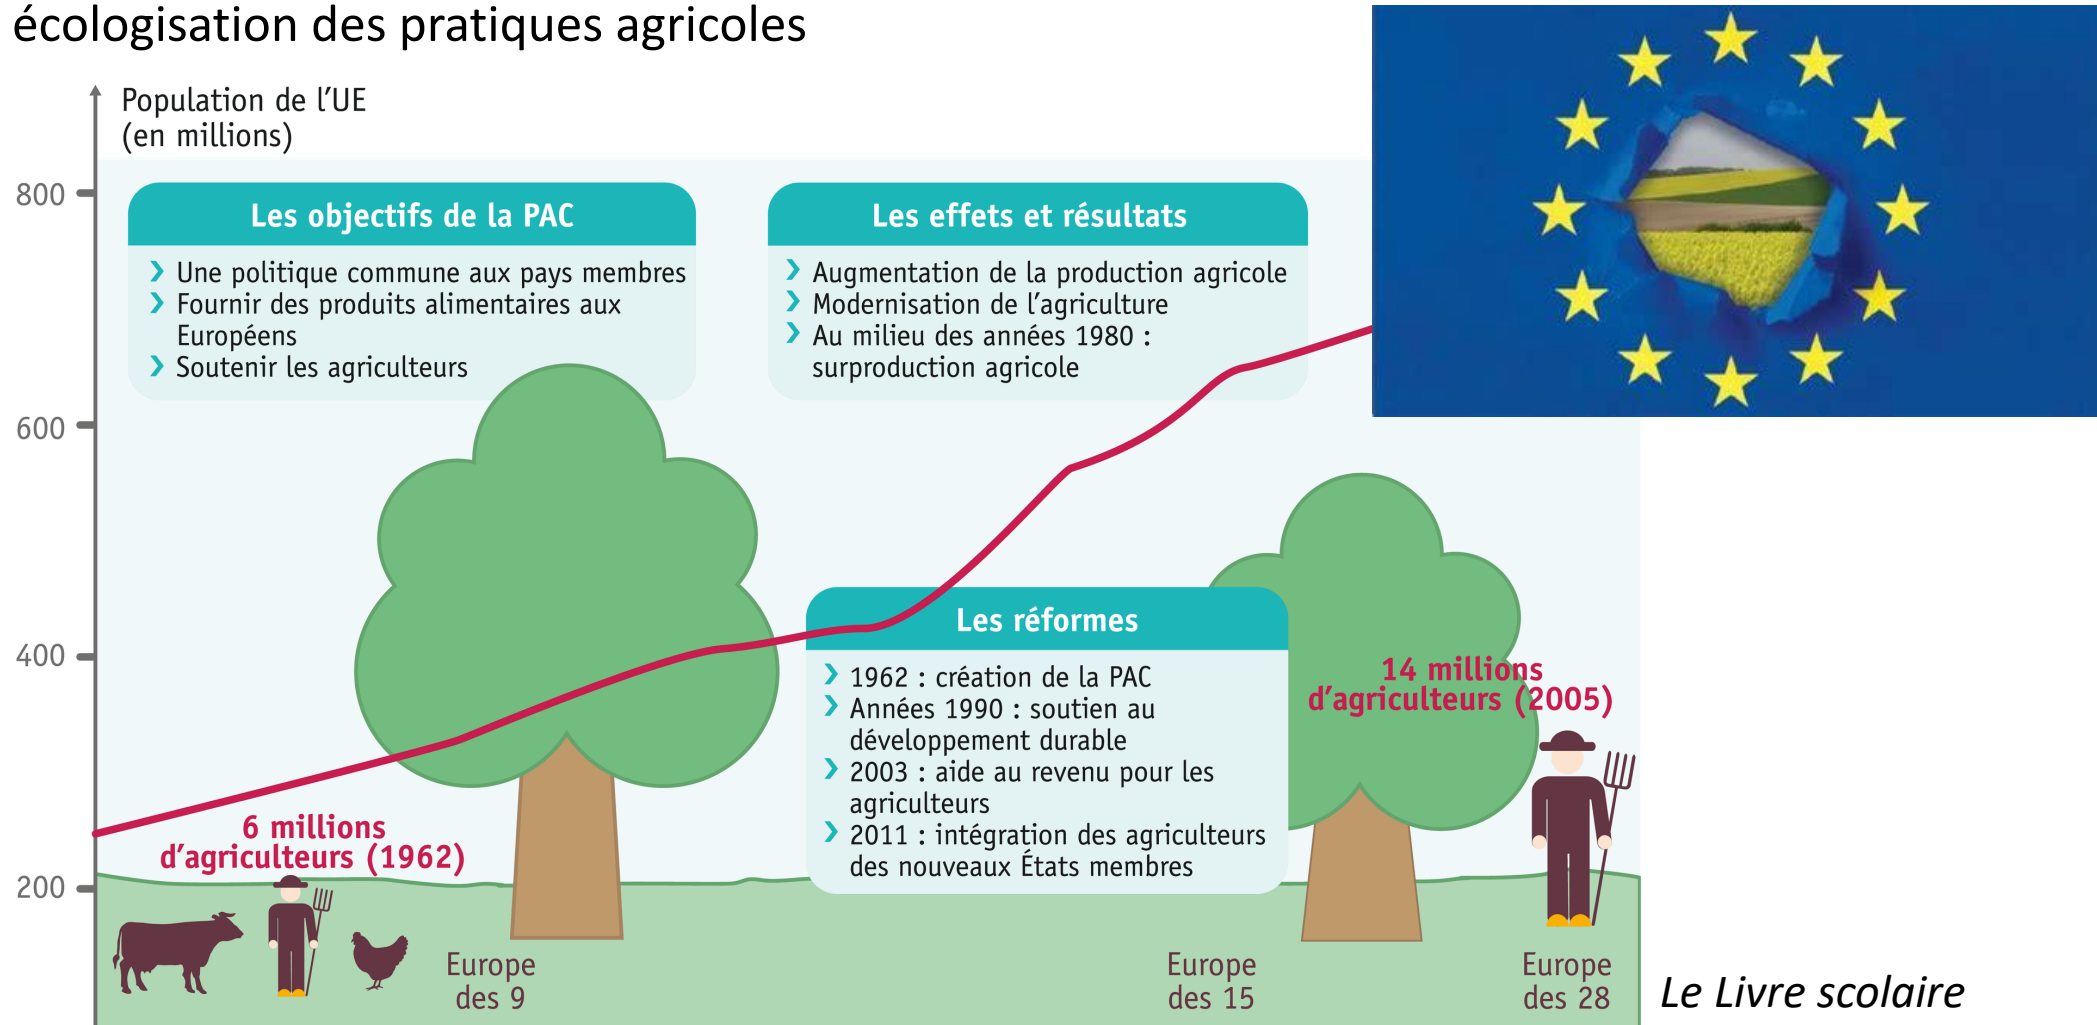 écologisation des pratiques agricoles
Population de l’UE
(en millions)
800
600
400
200
Les objectifs de la PAC
Une politique commune aux pays membres
Fournir des produits alimentaires aux
Européens
Soutenir les agriculteurs
Les effets et résultats
Augmentation de la production agricole
Modernisation de l’agriculture
Au milieu des années 1980 :
surproduction agricole
Les réformes
1962 : création de la PAC
Années 1990 : soutien au
développement durable
2003 : aide au revenu pour les
agriculteurs
2011 : intégration des agriculteurs
des nouveaux États membres
14 millions
d’agriculteurs (2005)
6 millions
d’agriculteurs (1962)
Europe
des 9
Europe
des 15
Europe
des 28
Le Livre scolaire